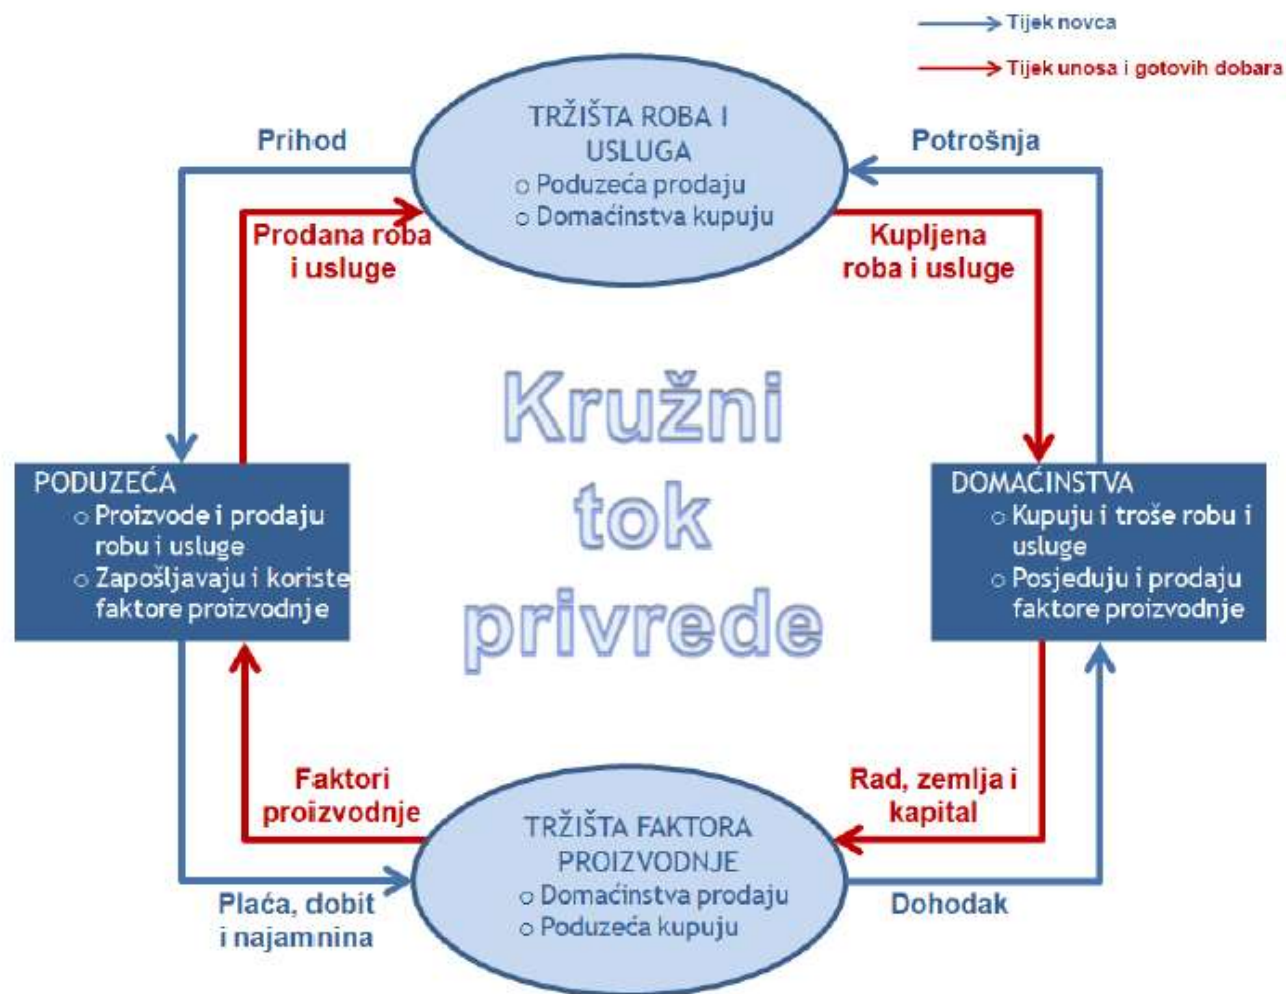 Tijek novca
Tijek unosa i gotovih dobara
TRŽIŠTA ROBA I
USLUGA
o Poduzeća prodaju
o Domaćinstva kupuju
Prihod
Potrošnja
Prodana roba
i usluge
Kupljena
roba i usluge
Kružni
tok
privrede
PODUZEĆA
o Proizvode i prodaju
robu i usluge
o Zapošljavaju i koriste
faktore proizvodnje
DOMAĆINSTVA
o Kupuju i troše robu i
usluge
o Posjeduju i prodaju
faktore proizvodnje
Faktori
proizvodnje
Rad, zemlja i
kapital
TRŽIŠTA FAKTORA
PROIZVODNJE
o Domaćinstva prodaju
o Poduzeća kupuju
Plaća, dobit
i najamnina
Dohodak